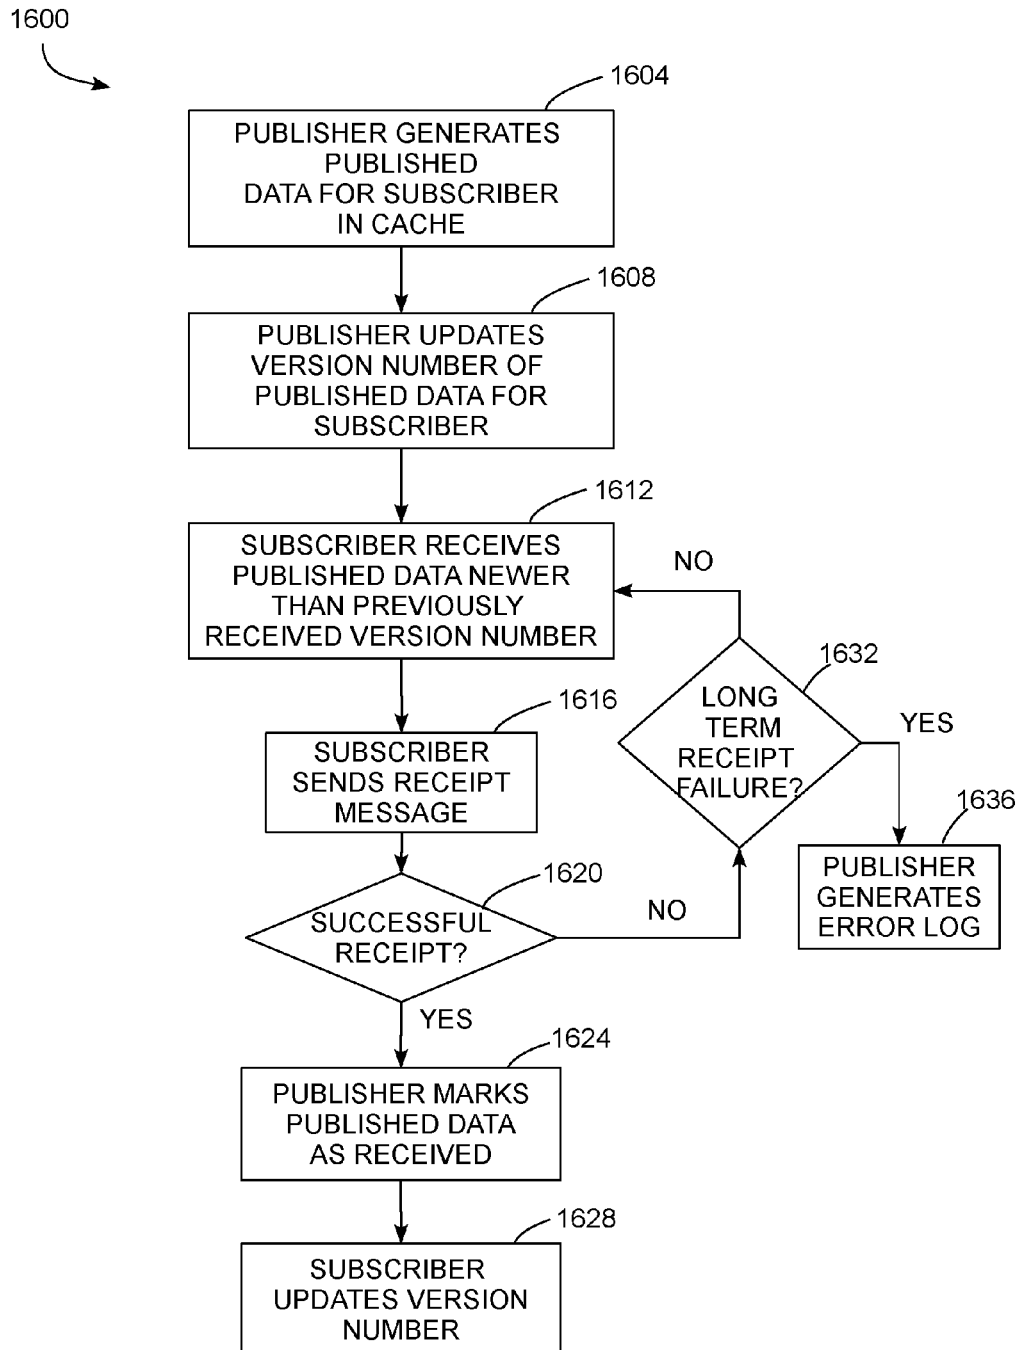 1600
1604
PUBLISHER GENERATES
PUBLISHED
DATA FOR SUBSCRIBER
IN CACHE
1608
PUBLISHER UPDATES
VERSION NUMBER OF
PUBLISHED DATA FOR
SUBSCRIBER
1612
SUBSCRIBER RECEIVES
PUBLISHED DATA NEWER
THAN PREVIOUSLY
RECEIVED VERSION NUMBER
NO
1632
LONG
TERM
RECEIPT
FAILURE?
YES
1616
SUBSCRIBER
SENDS RECEIPT
MESSAGE
1636
PUBLISHER
GENERATES
ERROR LOG
1620
SUCCESSFUL
RECEIPT?
NO
YES
1624
PUBLISHER MARKS
PUBLISHED DATA
AS RECEIVED
1628
SUBSCRIBER
UPDATES VERSION
NUMBER